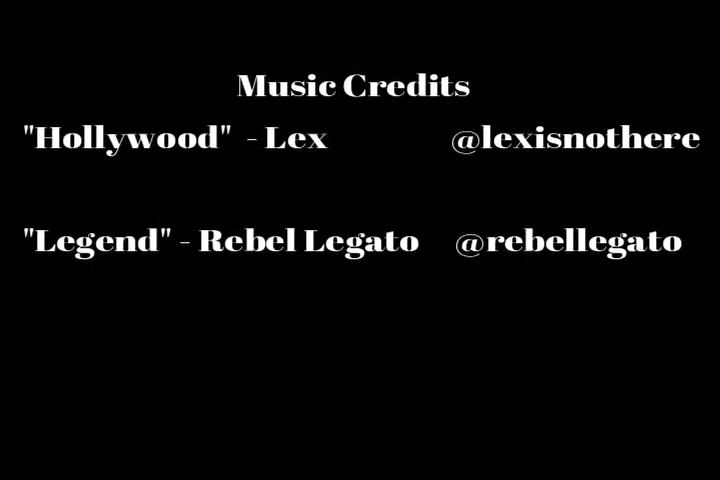 Music Credits
"Hollywood" - Lex @lexisnothere
"Legend" - Rebel Legato @rebellegato